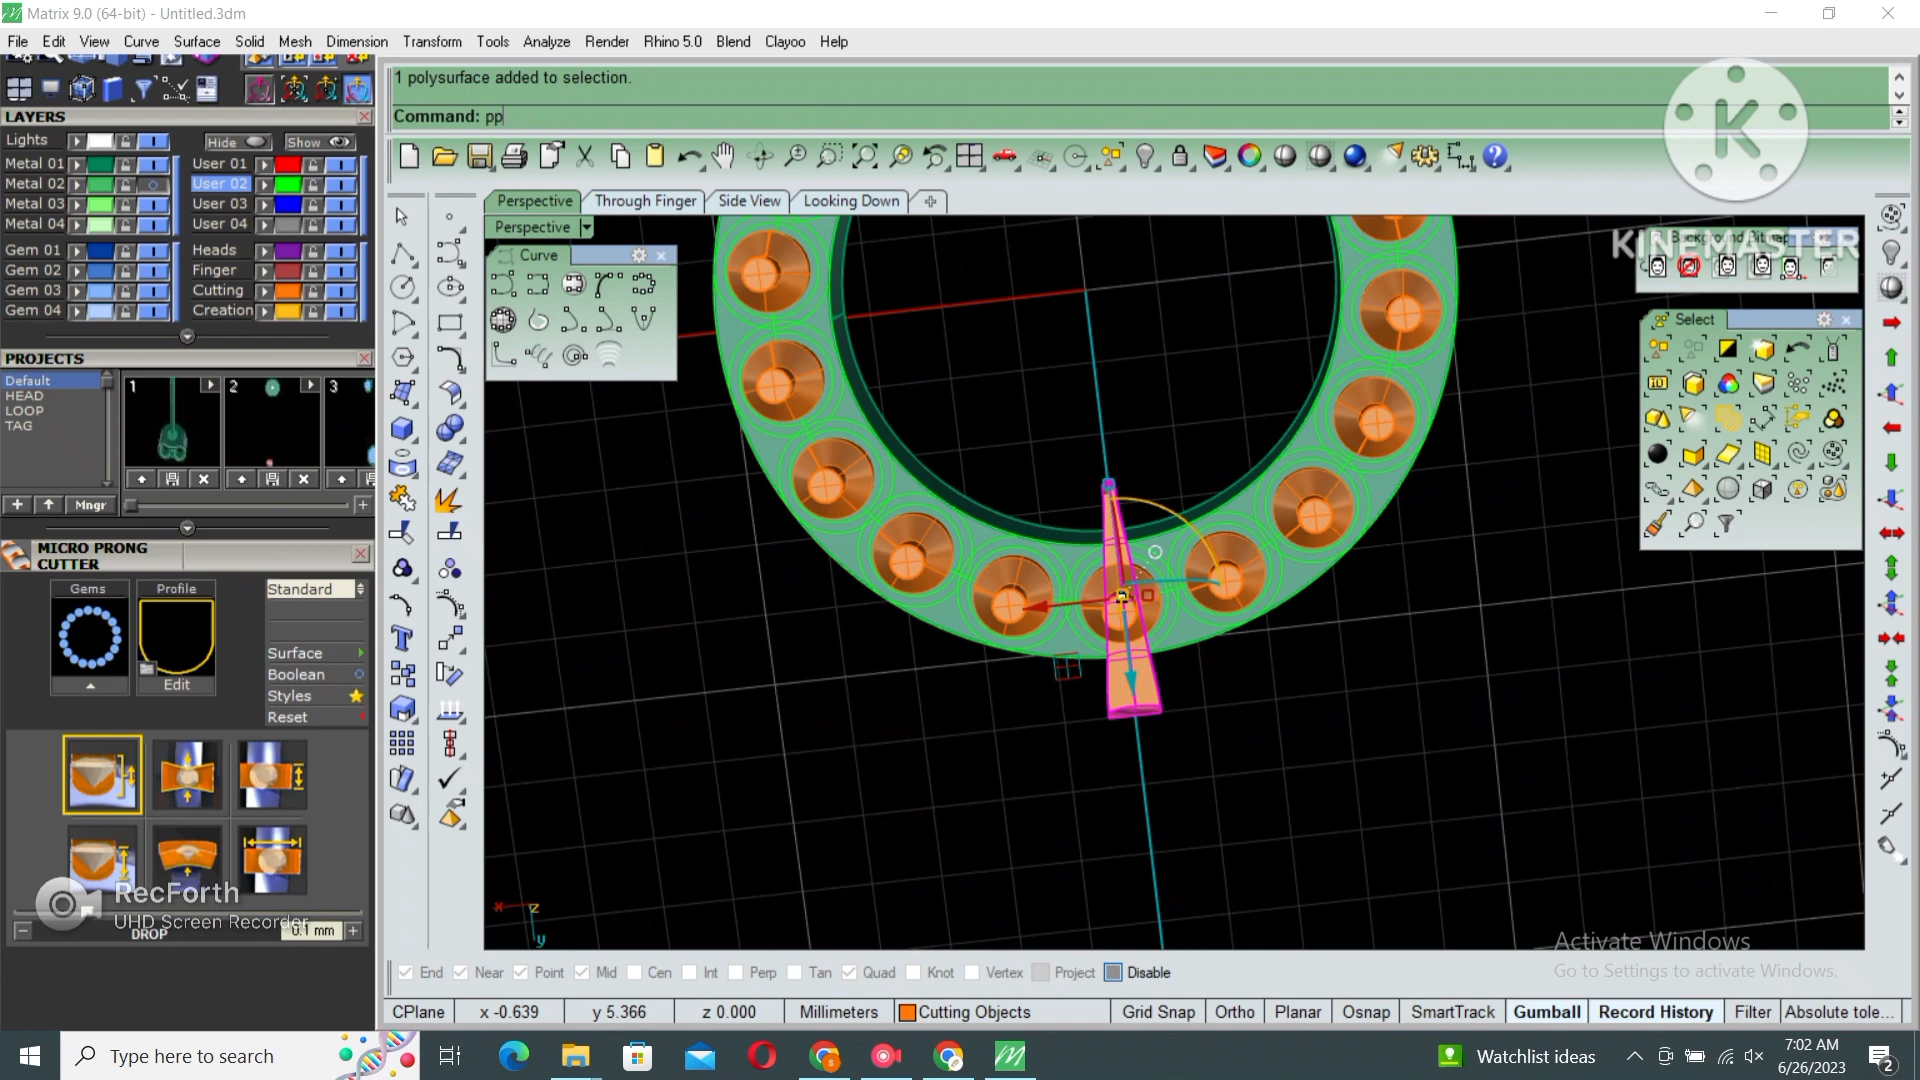 Matrix 9.0 (64-bit) - Untitled.3dm
File Edit View Curve Surface Solid Mesh Dimension Transform Tools Analyze Render Rhino 5.0 Blend Clayoo Help
1 polysurface added to selection.
Command: pp
LAYERS
Lights
Hide
Show
Metal 01
User 01
Metal 02
User 02
Metal 03
User 03
Metal 04
User 04
Gem 01
Heads
Gem 02
Finger
Gem 03
Cutting
Gem 04
Creation
PROJECTS
Default
HEAD
LOOP
TAG
1
2
3
Mngr
MICRO PRONG
CUTTER
Gems
Profile
Standard
Edit
Surface
Boolean
Styles
Reset
RecForth
UHD Screen Recorder
DROP
0.1 mm
Perspective
Through Finger
Side View
Looking Down
Perspective
Curve
K
KINEMASTER
Background Bitmap
Select
x
z
y
Activate Windows
Go to Settings to activate Windows.
End Near Point Mid Cen Int Perp Tan Quad Knot Vertex Project Disable
CPlane x -0.639 y 5.366 z 0.000 Millimeters Cutting Objects Grid Snap Ortho Planar Osnap SmartTrack Gumball Record History Filter Absolute tole...
Type here to search
Watchlist ideas
7:02 AM
6/26/2023
2